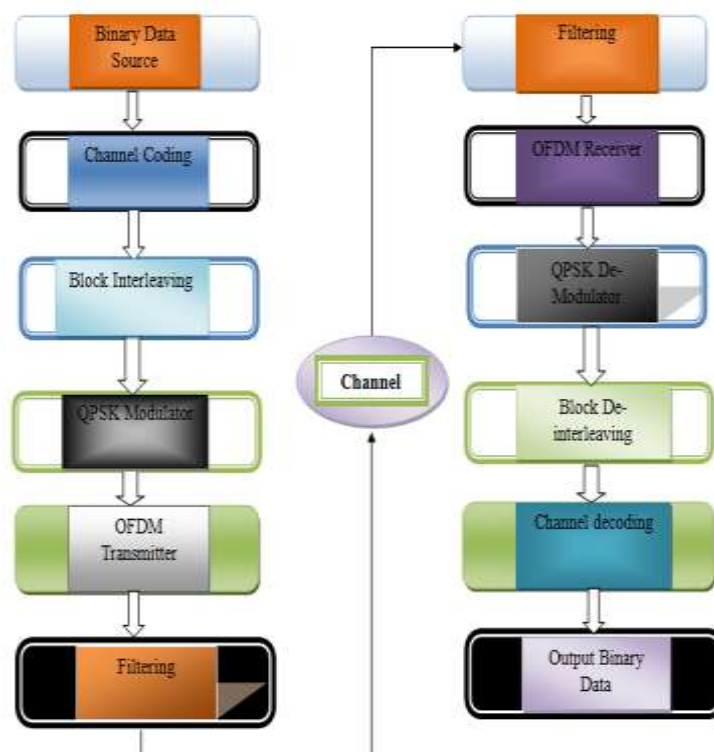 Binary Data
Source
Channel Coding
Block Interleaving
QPSK Modulator
OFDM
Transmitter
Filtering
Channel
Filtering
OFDM Receiver
QPSK De-
Modulator
Block De-
interleaving
Channel decoding
Output Binary
Data